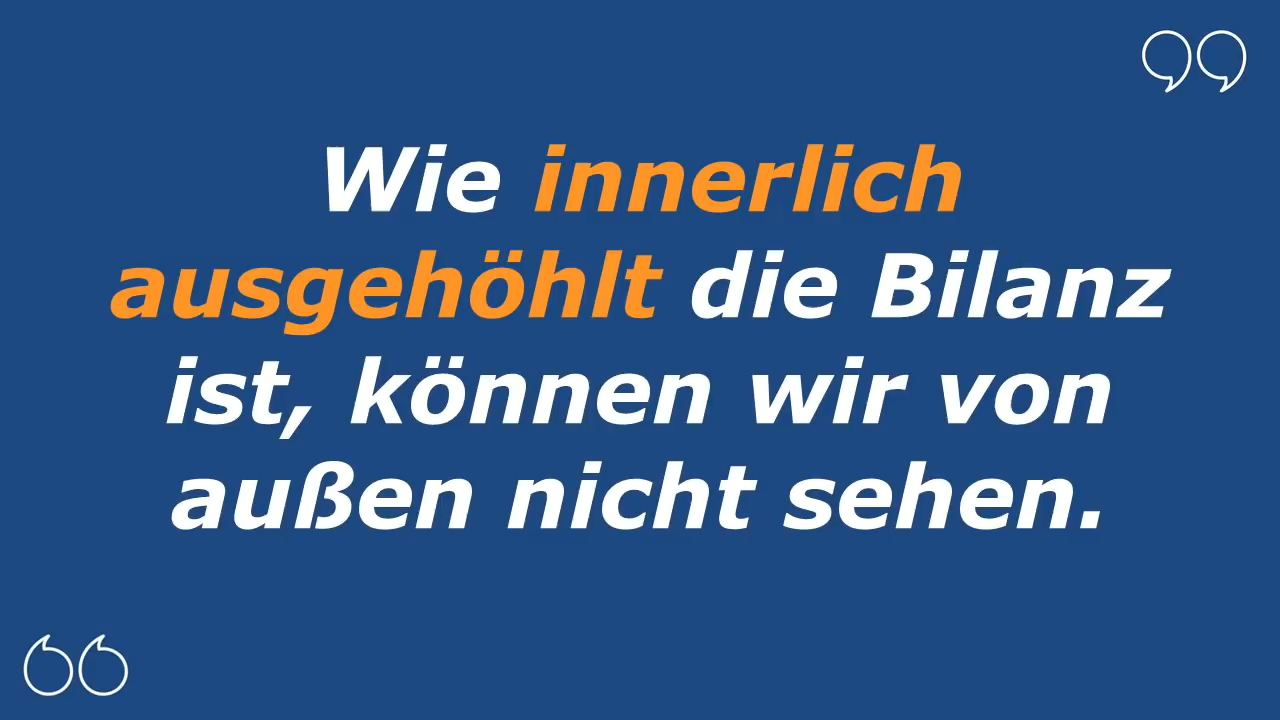 Wie innerlich
ausgehöhlt die Bilanz
ist, können wir von
außen nicht sehen.